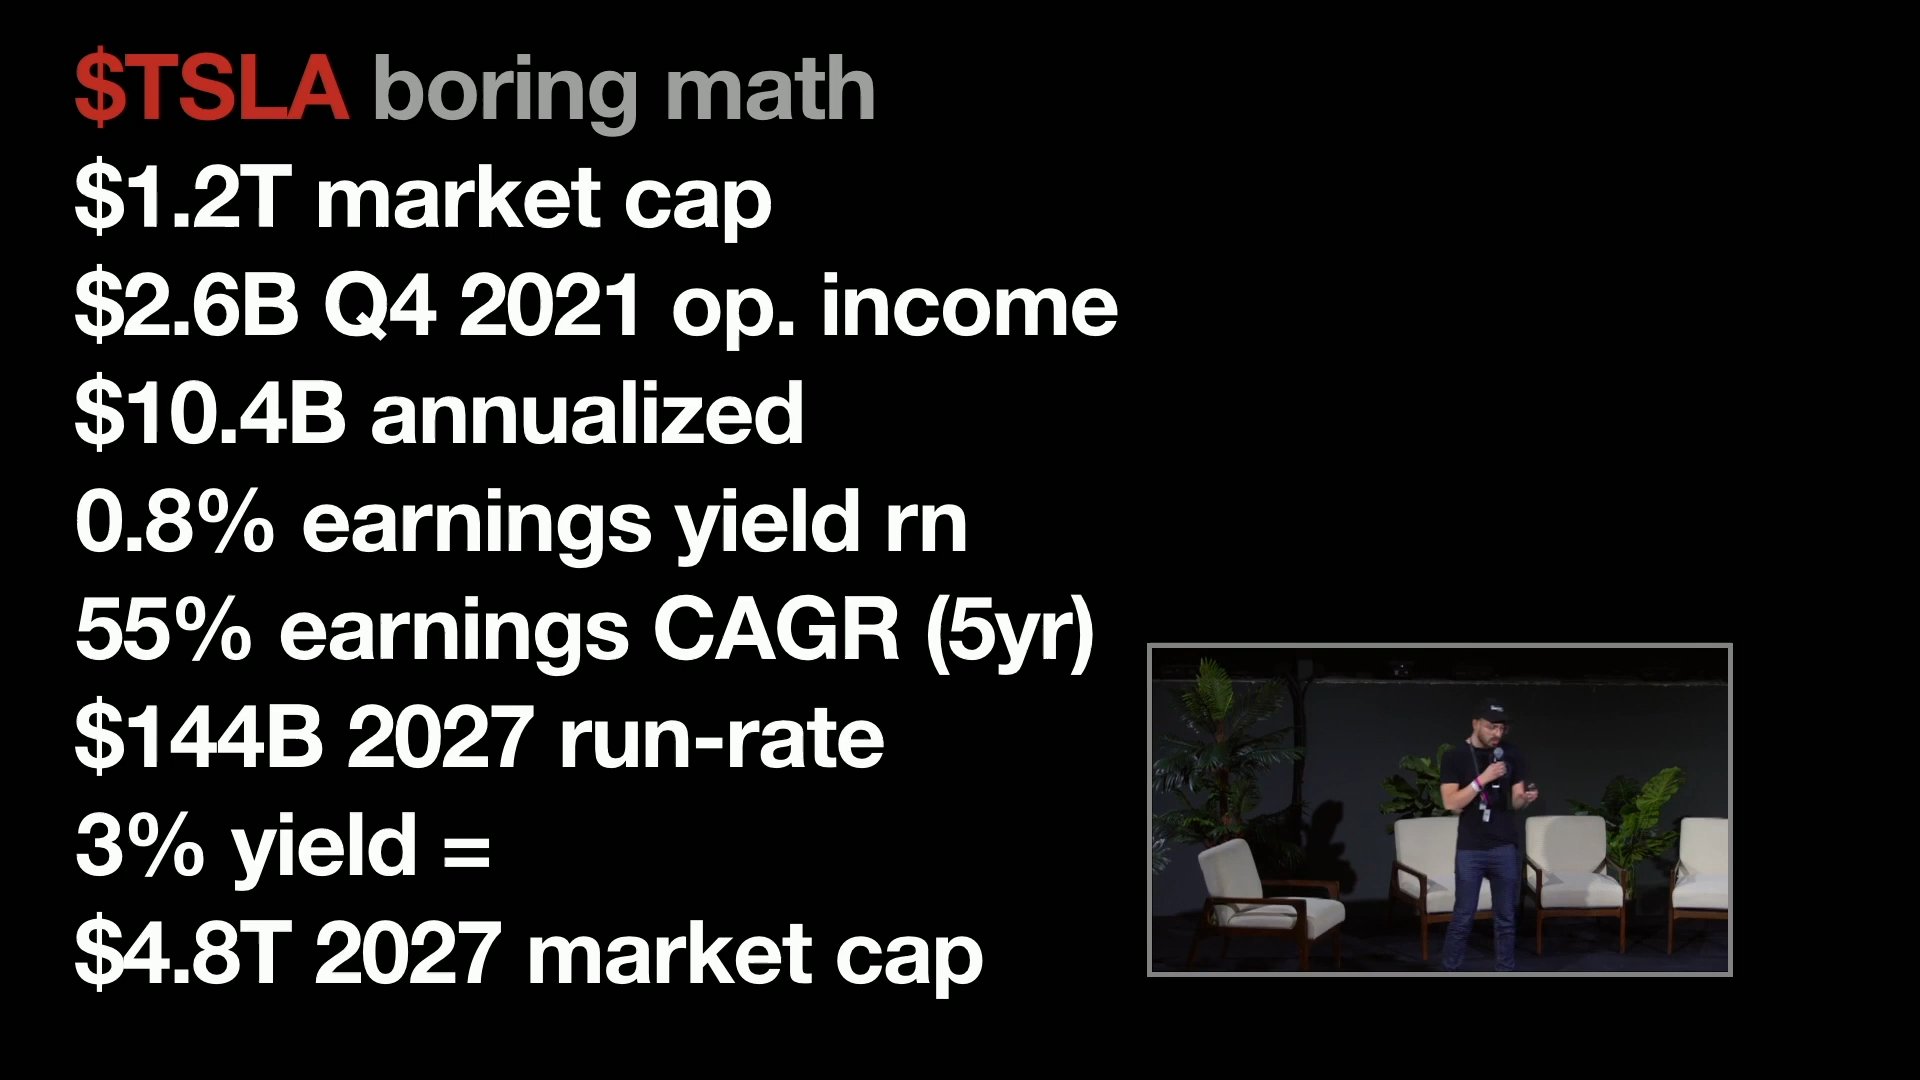 $TSLA boring math
$1.2T market cap
$2.6B Q4 2021 op. income
$10.4B annualized
0.8% earnings yield rn
55% earnings CAGR (5yr)
$144B 2027 run-rate
3% yield =
$4.8T 2027 market cap